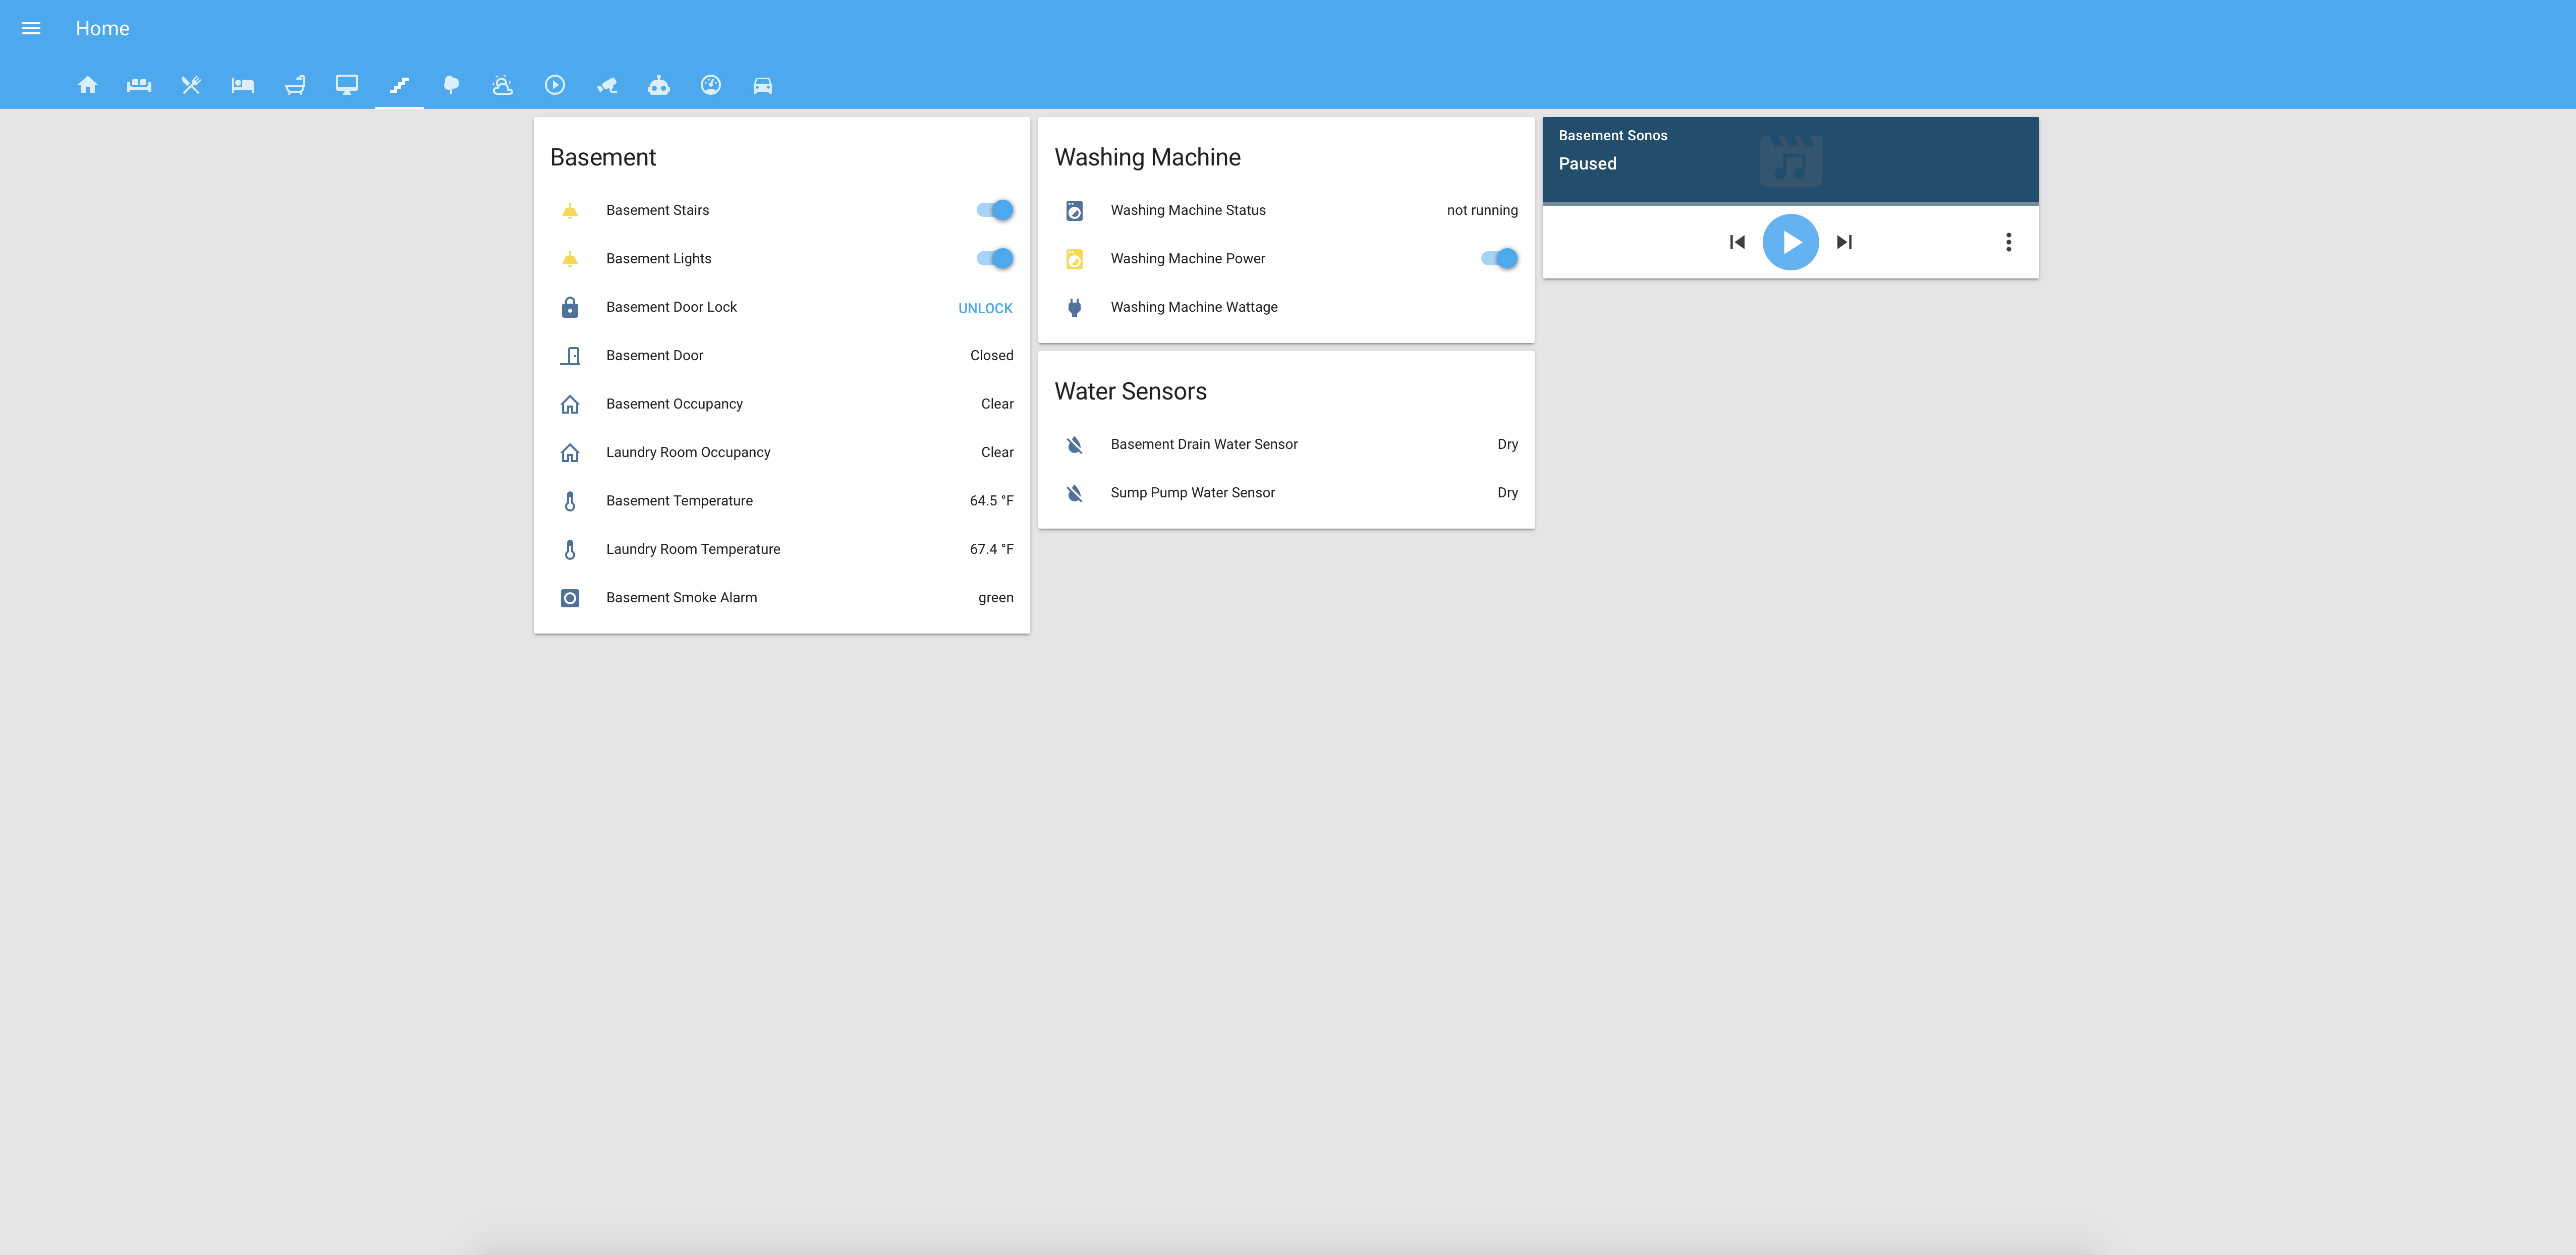 Home
Basement
Basement Stairs
Basement Lights
Basement Door Lock UNLOCK
Basement Door Closed
Basement Occupancy Clear
Laundry Room Occupancy Clear
Basement Temperature 64.5 °F
Laundry Room Temperature 67.4 °F
Basement Smoke Alarm green
Washing Machine
Washing Machine Status not running
Washing Machine Power
Washing Machine Wattage
Water Sensors
Basement Drain Water Sensor Dry
Sump Pump Water Sensor Dry
Basement Sonos
Paused